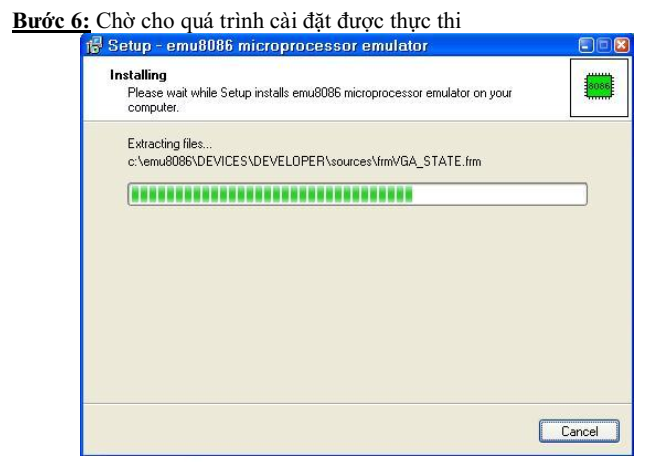 Bước 6: Chờ cho quá trình cài đặt được thực thi
Setup - emu8086 microprocessor emulator
Installing
Please wait while Setup installs emu8086 microprocessor emulator on your
computer.
8086
Extracting files...
c:\emu8086\DEVICES\DEVELOPER\sources\frmVGA_STATE.frm
Cancel